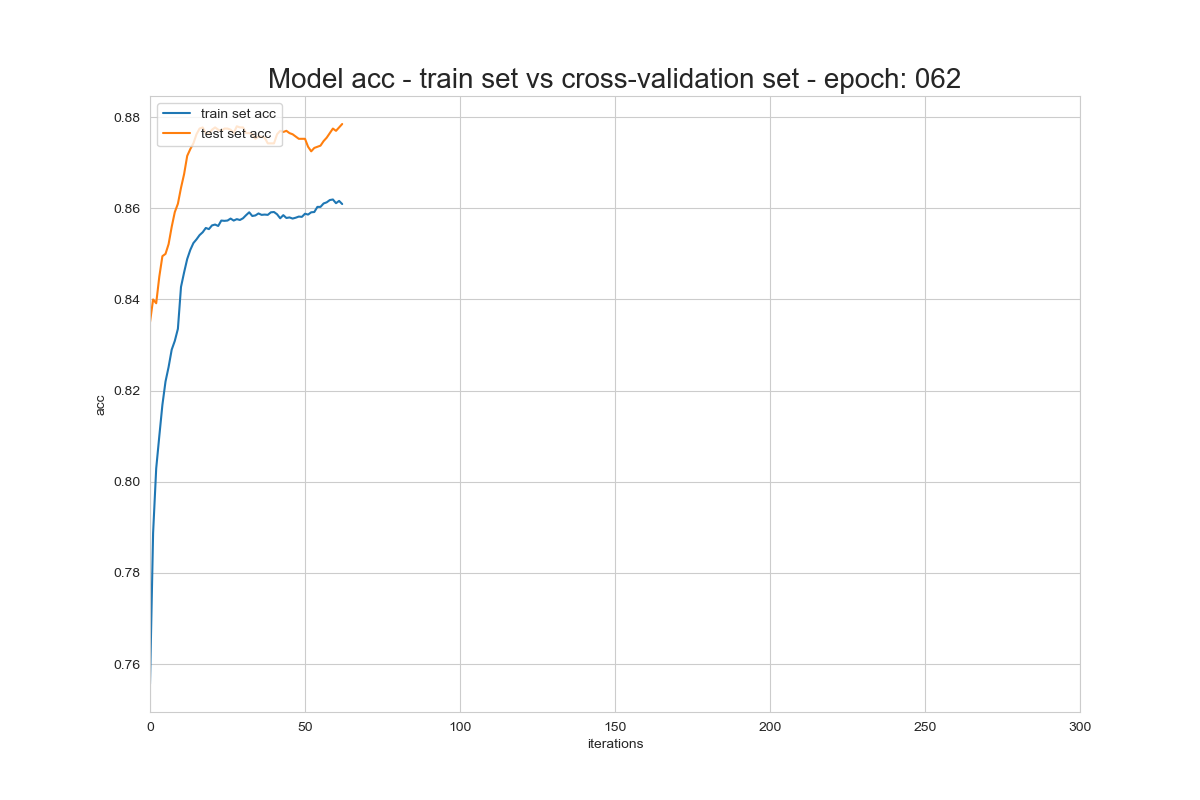 Model acc - train set vs cross-validation set - epoch: 062
train set acc
test set acc
0.88
0.86
0.84
0.82
0.80
0.78
0.76
acc
0
50
100
150
200
250
300
iterations